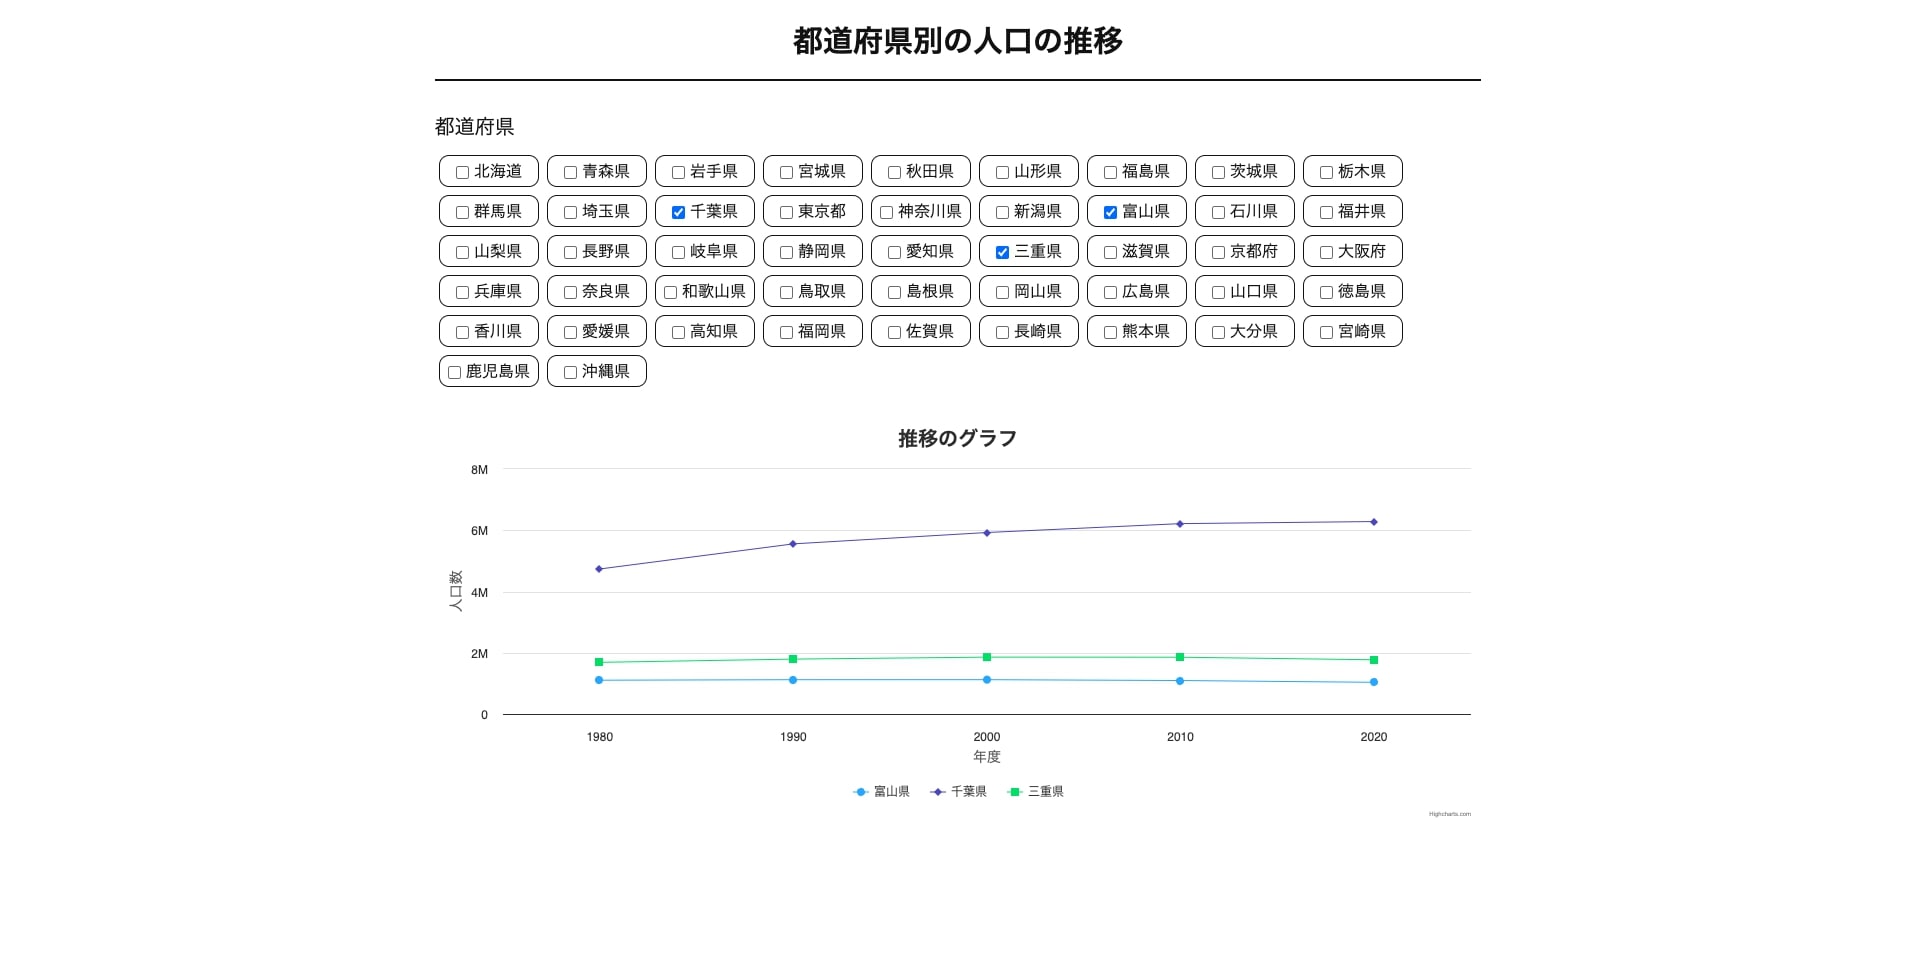 都道府県別の人口の推移
都道府県
北海道 青森県 岩手県 宮城県 秋田県 山形県 福島県 茨城県 栃木県
群馬県 埼玉県 千葉県 東京都 神奈川県 新潟県 富山県 石川県 福井県
山梨県 長野県 岐阜県 静岡県 愛知県 三重県 滋賀県 京都府 大阪府
兵庫県 奈良県 和歌山県 鳥取県 島根県 岡山県 広島県 山口県 徳島県
香川県 愛媛県 高知県 福岡県 佐賀県 長崎県 熊本県 大分県 宮崎県
鹿児島県 沖縄県
推移のグラフ
8M
6M
4M
2M
0
人口数
1980 1990 2000 2010 2020
年度
富山県 千葉県 三重県
Highcharts.com